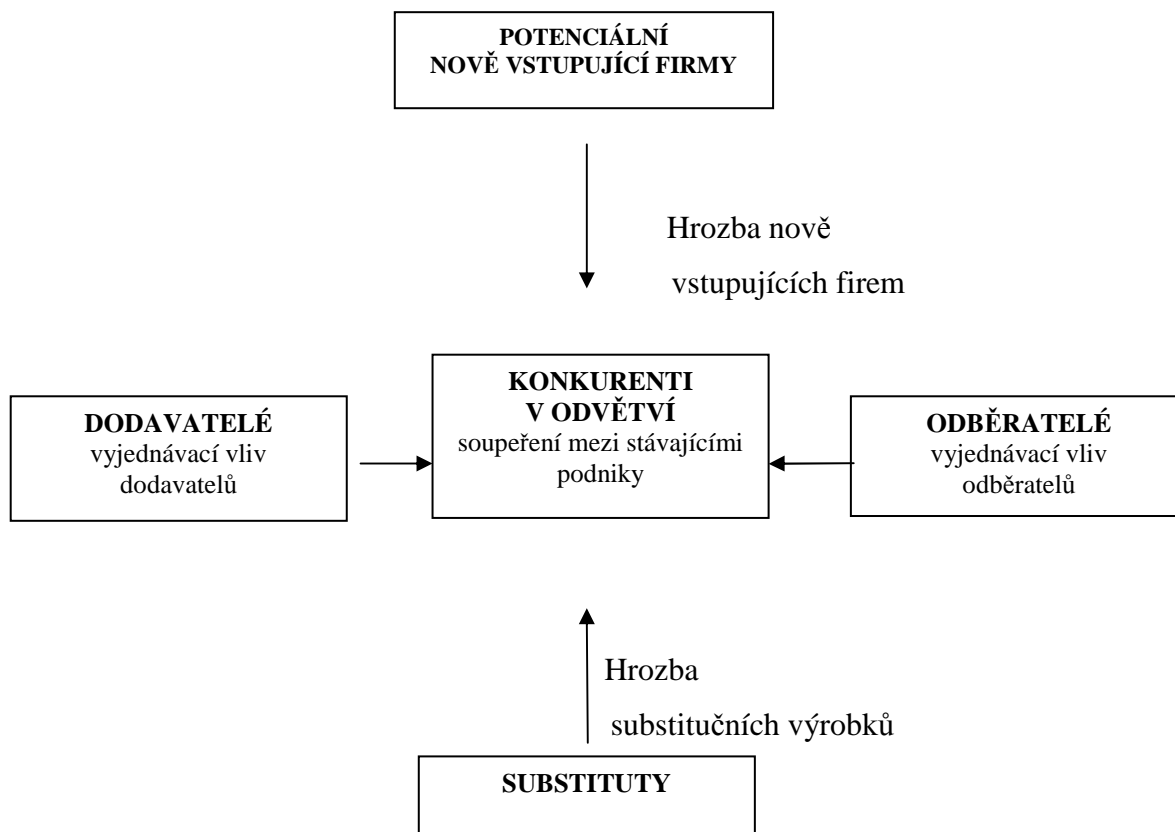 POTENCIÁLNÍ
NOVĚ VSTUPUJÍCÍ FIRMY
Hrozba nově
vstupujících firem
DODAVATELÉ
vyjednávací vliv
dodavatelů
KONKURENTI
V ODVĚTVÍ
soupeření mezi stávajícími
podniky
ODBĚRATELÉ
vyjednávací vliv
odběratelů
Hrozba
substitučních výrobků
SUBSTITUTY